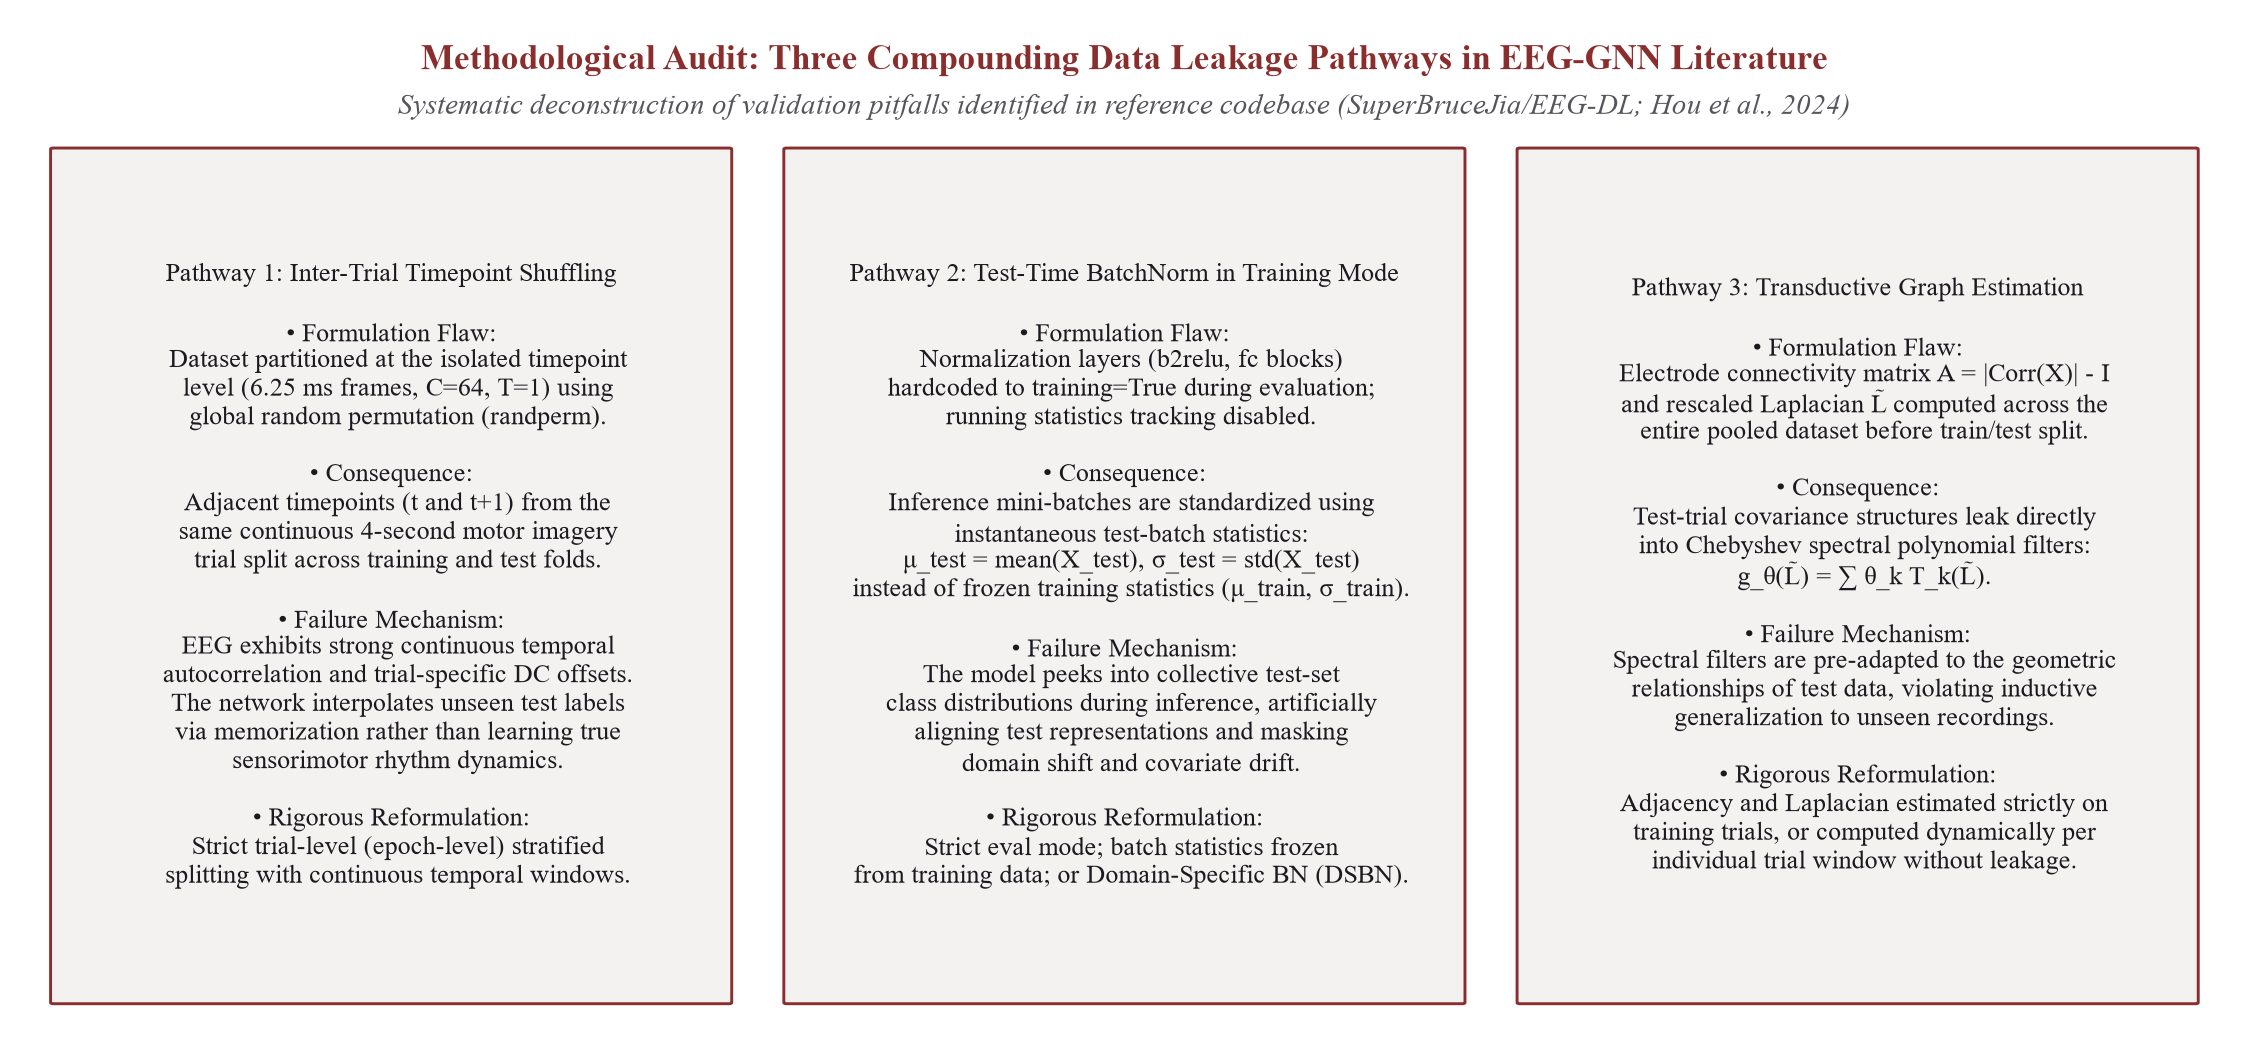 Methodological Audit: Three Compounding Data Leakage Pathways in EEG-GNN Literature
Systematic deconstruction of validation pitfalls identified in reference codebase (SuperBruceJia/EEG-DL; Hou et al., 2024)
Pathway 1: Inter-Trial Timepoint Shuffling
• Formulation Flaw:
Dataset partitioned at the isolated timepoint
level (6.25 ms frames, C=64, T=1) using
global random permutation (randperm).
• Consequence:
Adjacent timepoints (t and t+1) from the
same continuous 4-second motor imagery
trial split across training and test folds.
• Failure Mechanism:
EEG exhibits strong continuous temporal
autocorrelation and trial-specific DC offsets.
The network interpolates unseen test labels
via memorization rather than learning true
sensorimotor rhythm dynamics.
• Rigorous Reformulation:
Strict trial-level (epoch-level) stratified
splitting with continuous temporal windows.
Pathway 2: Test-Time BatchNorm in Training Mode
• Formulation Flaw:
Normalization layers (b2relu, fc blocks)
hardcoded to training=True during evaluation;
running statistics tracking disabled.
• Consequence:
Inference mini-batches are standardized using
instantaneous test-batch statistics:
μ_test = mean(X_test), σ_test = std(X_test)
instead of frozen training statistics (μ_train, σ_train).
• Failure Mechanism:
The model peeks into collective test-set
class distributions during inference, artificially
aligning test representations and masking
domain shift and covariate drift.
• Rigorous Reformulation:
Strict eval mode; batch statistics frozen
from training data; or Domain-Specific BN (DSBN).
Pathway 3: Transductive Graph Estimation
• Formulation Flaw:
Electrode connectivity matrix A = |Corr(X)| - I
and rescaled Laplacian L̃ computed across the
entire pooled dataset before train/test split.
• Consequence:
Test-trial covariance structures leak directly
into Chebyshev spectral polynomial filters:
g_θ(L̃) = ∑ θ_k T_k(L̃).
• Failure Mechanism:
Spectral filters are pre-adapted to the geometric
relationships of test data, violating inductive
generalization to unseen recordings.
• Rigorous Reformulation:
Adjacency and Laplacian estimated strictly on
training trials, or computed dynamically per
individual trial window without leakage.